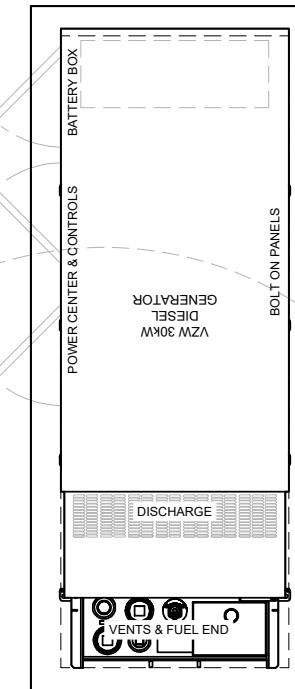 BATTERY BOX
POWER CENTER & CONTROLS
BOLT ON PANELS
VZW 30kW
DIESEL
GENERATOR
DISCHARGE
VENTS & FUEL END